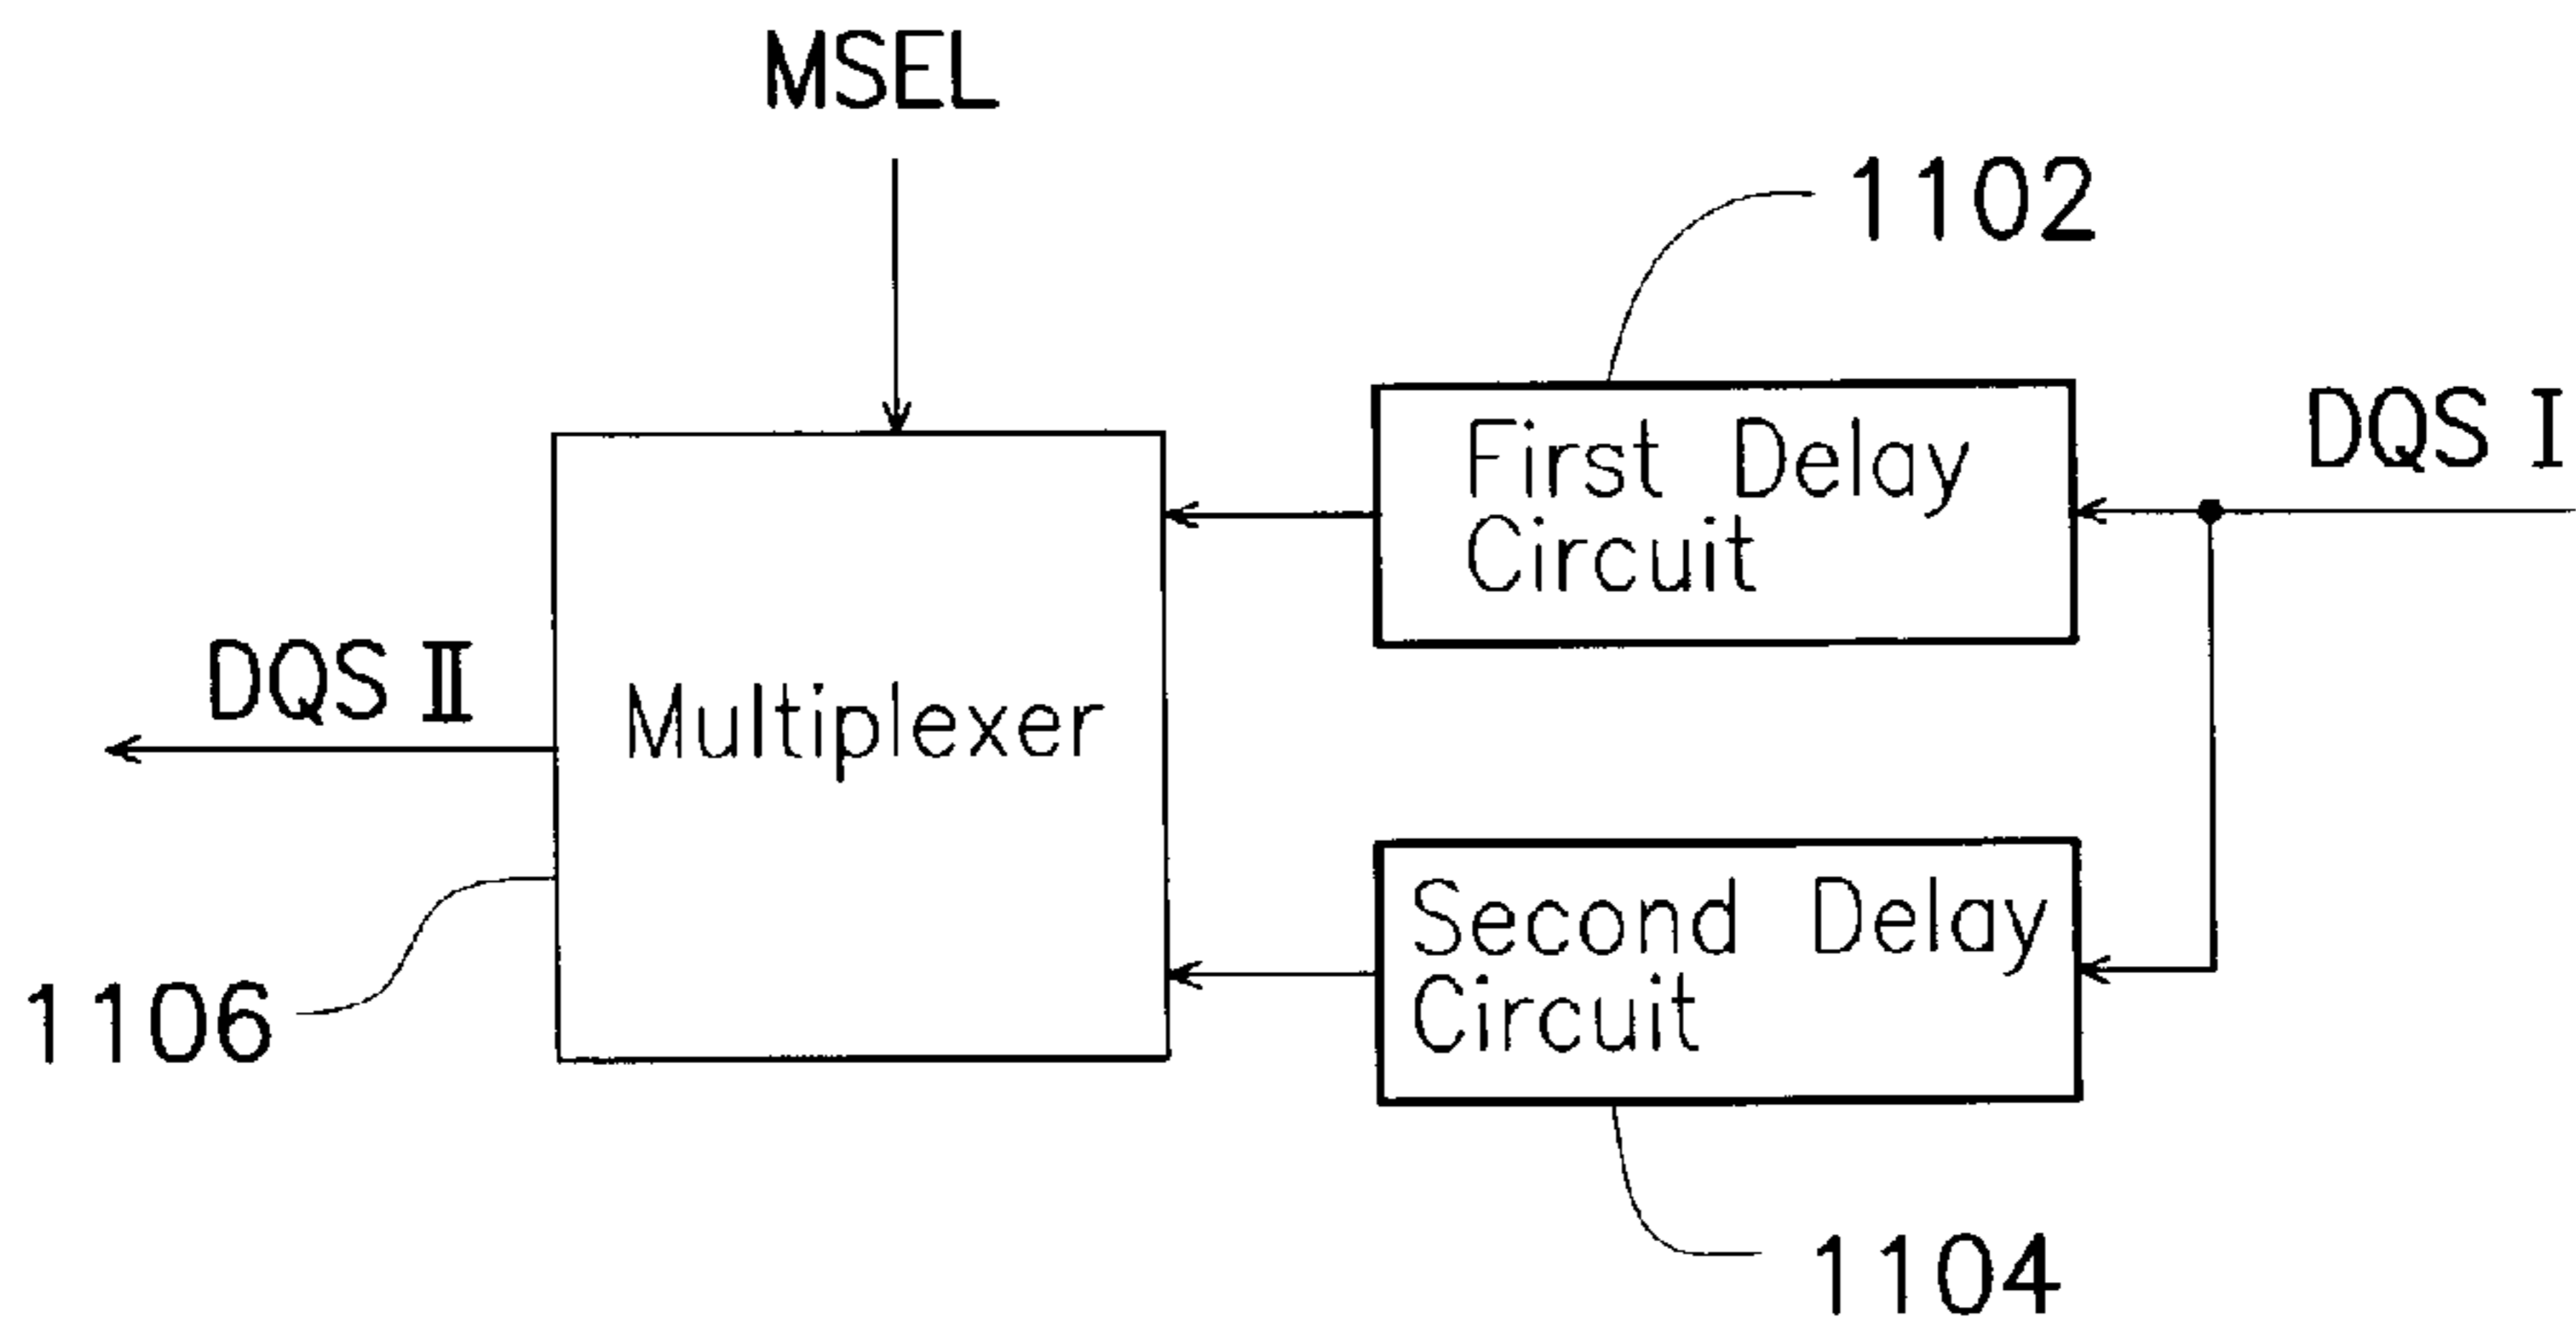 MSEL
1102
First Delay
Circuit
DQS I
DQS II
Multiplexer
Second Delay
Circuit
1106
1104